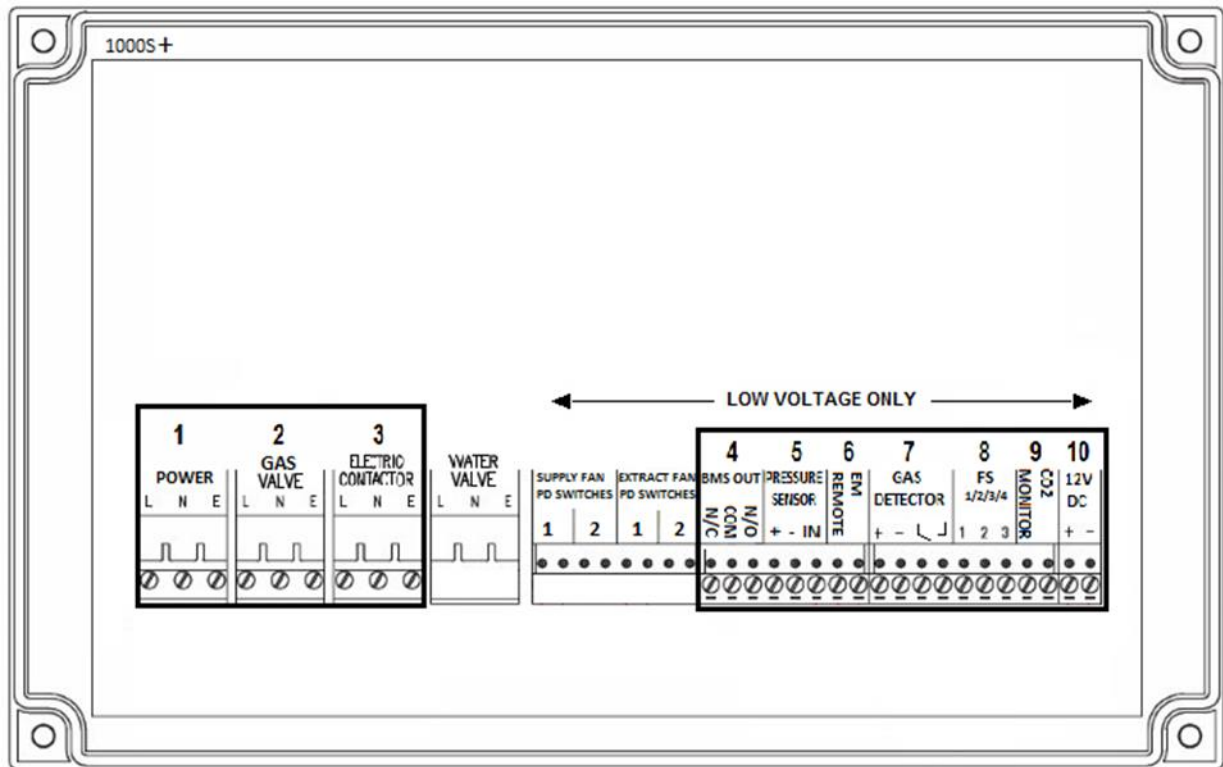 1000S+
LOW VOLTAGE ONLY
1
POWER
L N E
2
GAS
VALVE
L N E
3
ELECTRIC
CONTACTOR
L N E
WATER
VALVE
L N E
SUPPLY FAN
PD SWITCHES
1 2
EXTRACT FAN
PD SWITCHES
1 2
4
BMS OUT
N/C
COM
N/O
5
PRESSURE
SENSOR
+ - IN
6
EM
REMOTE
7
GAS
DETECTOR
+ -
8
FS
1/2/3/4
1 2 3
9
CO2
MONITOR
10
12V
DC
+ -